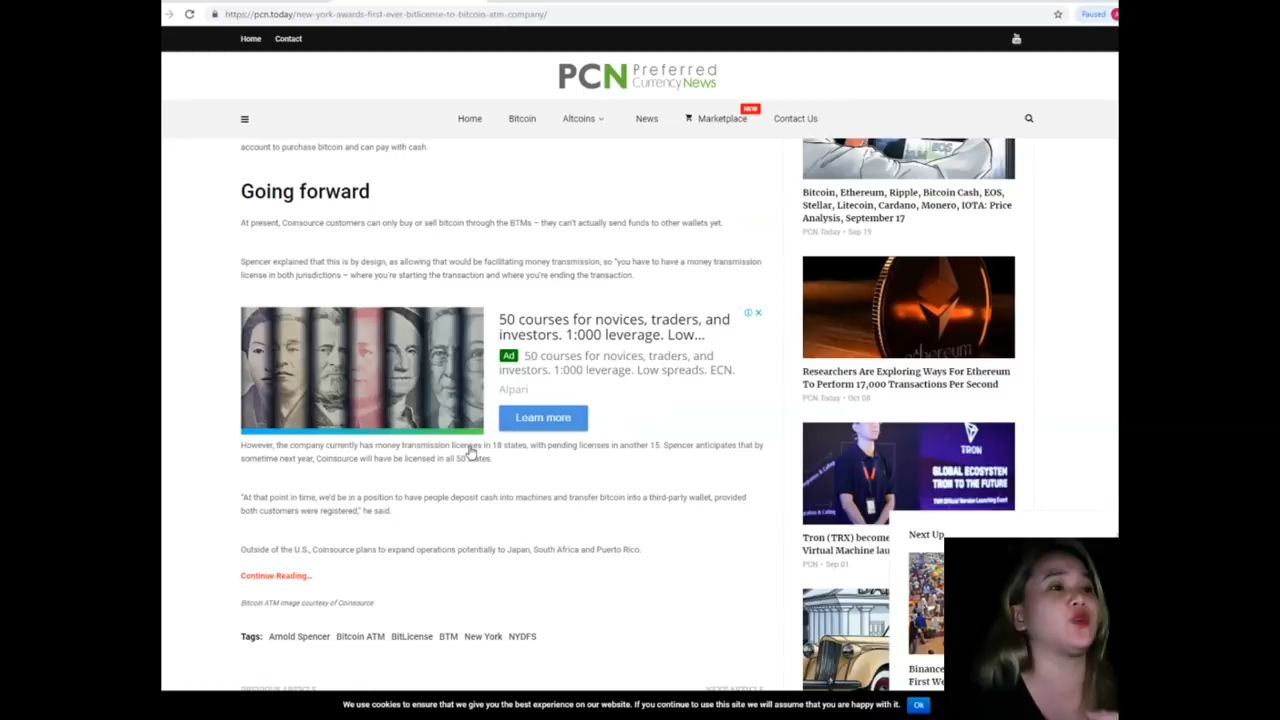 https://pcn.today/new-york-awards-first-ever-bitlicense-to-bitcoin-atm-company/
Paused
Home Contact
PCN Preferred
Currency News
NEW
Home Bitcoin Altcoins News Marketplace Contact Us
account to purchase bitcoin and can pay with cash.
Going forward
At present, Coinsource customers can only buy or sell bitcoin through the BTMs – they can't actually send funds to other wallets yet.
Spencer explained that this is by design, as allowing that would be facilitating money transmission, so "you have to have a money transmission
license in both jurisdictions – where you're starting the transaction and where you're ending the transaction.
50 courses for novices, traders, and
investors. 1:000 leverage. Low...
Ad 50 courses for novices, traders, and
investors. 1:000 leverage. Low spreads. ECN.
Alpari
Learn more
However, the company currently has money transmission licenses in 18 states, with pending licenses in another 15. Spencer anticipates that by
sometime next year, Coinsource will have be licensed in all 50 states.
"At that point in time, we'd be in a position to have people deposit cash into machines and transfer bitcoin into a third-party wallet, provided
both customers were registered," he said.
Outside of the U.S., Coinsource plans to expand operations potentially to Japan, South Africa and Puerto Rico.
Continue Reading...
Bitcoin ATM image courtesy of Coinsource
Tags: Arnold Spencer Bitcoin ATM BitLicense BTM New York NYDFS
PREVIOUS ARTICLE NEXT ARTICLE
EOS
Bitcoin, Ethereum, Ripple, Bitcoin Cash, EOS,
Stellar, Litecoin, Cardano, Monero, IOTA: Price
Analysis, September 17
PCN.Today • Sep 19
Researchers Are Exploring Ways For Ethereum
To Perform 17,000 Transactions Per Second
PCN.Today • Oct 08
TRON
GLOBAL ECOSYSTEM
TRON TO THE FUTURE
TVM Official Version Launching Event
Tron (TRX) become
Virtual Machine lau
PCN • Sep 01
Next Up
Binance
First We
We use cookies to ensure that we give you the best experience on our website. If you continue to use this site we will assume that you are happy with it. Ok